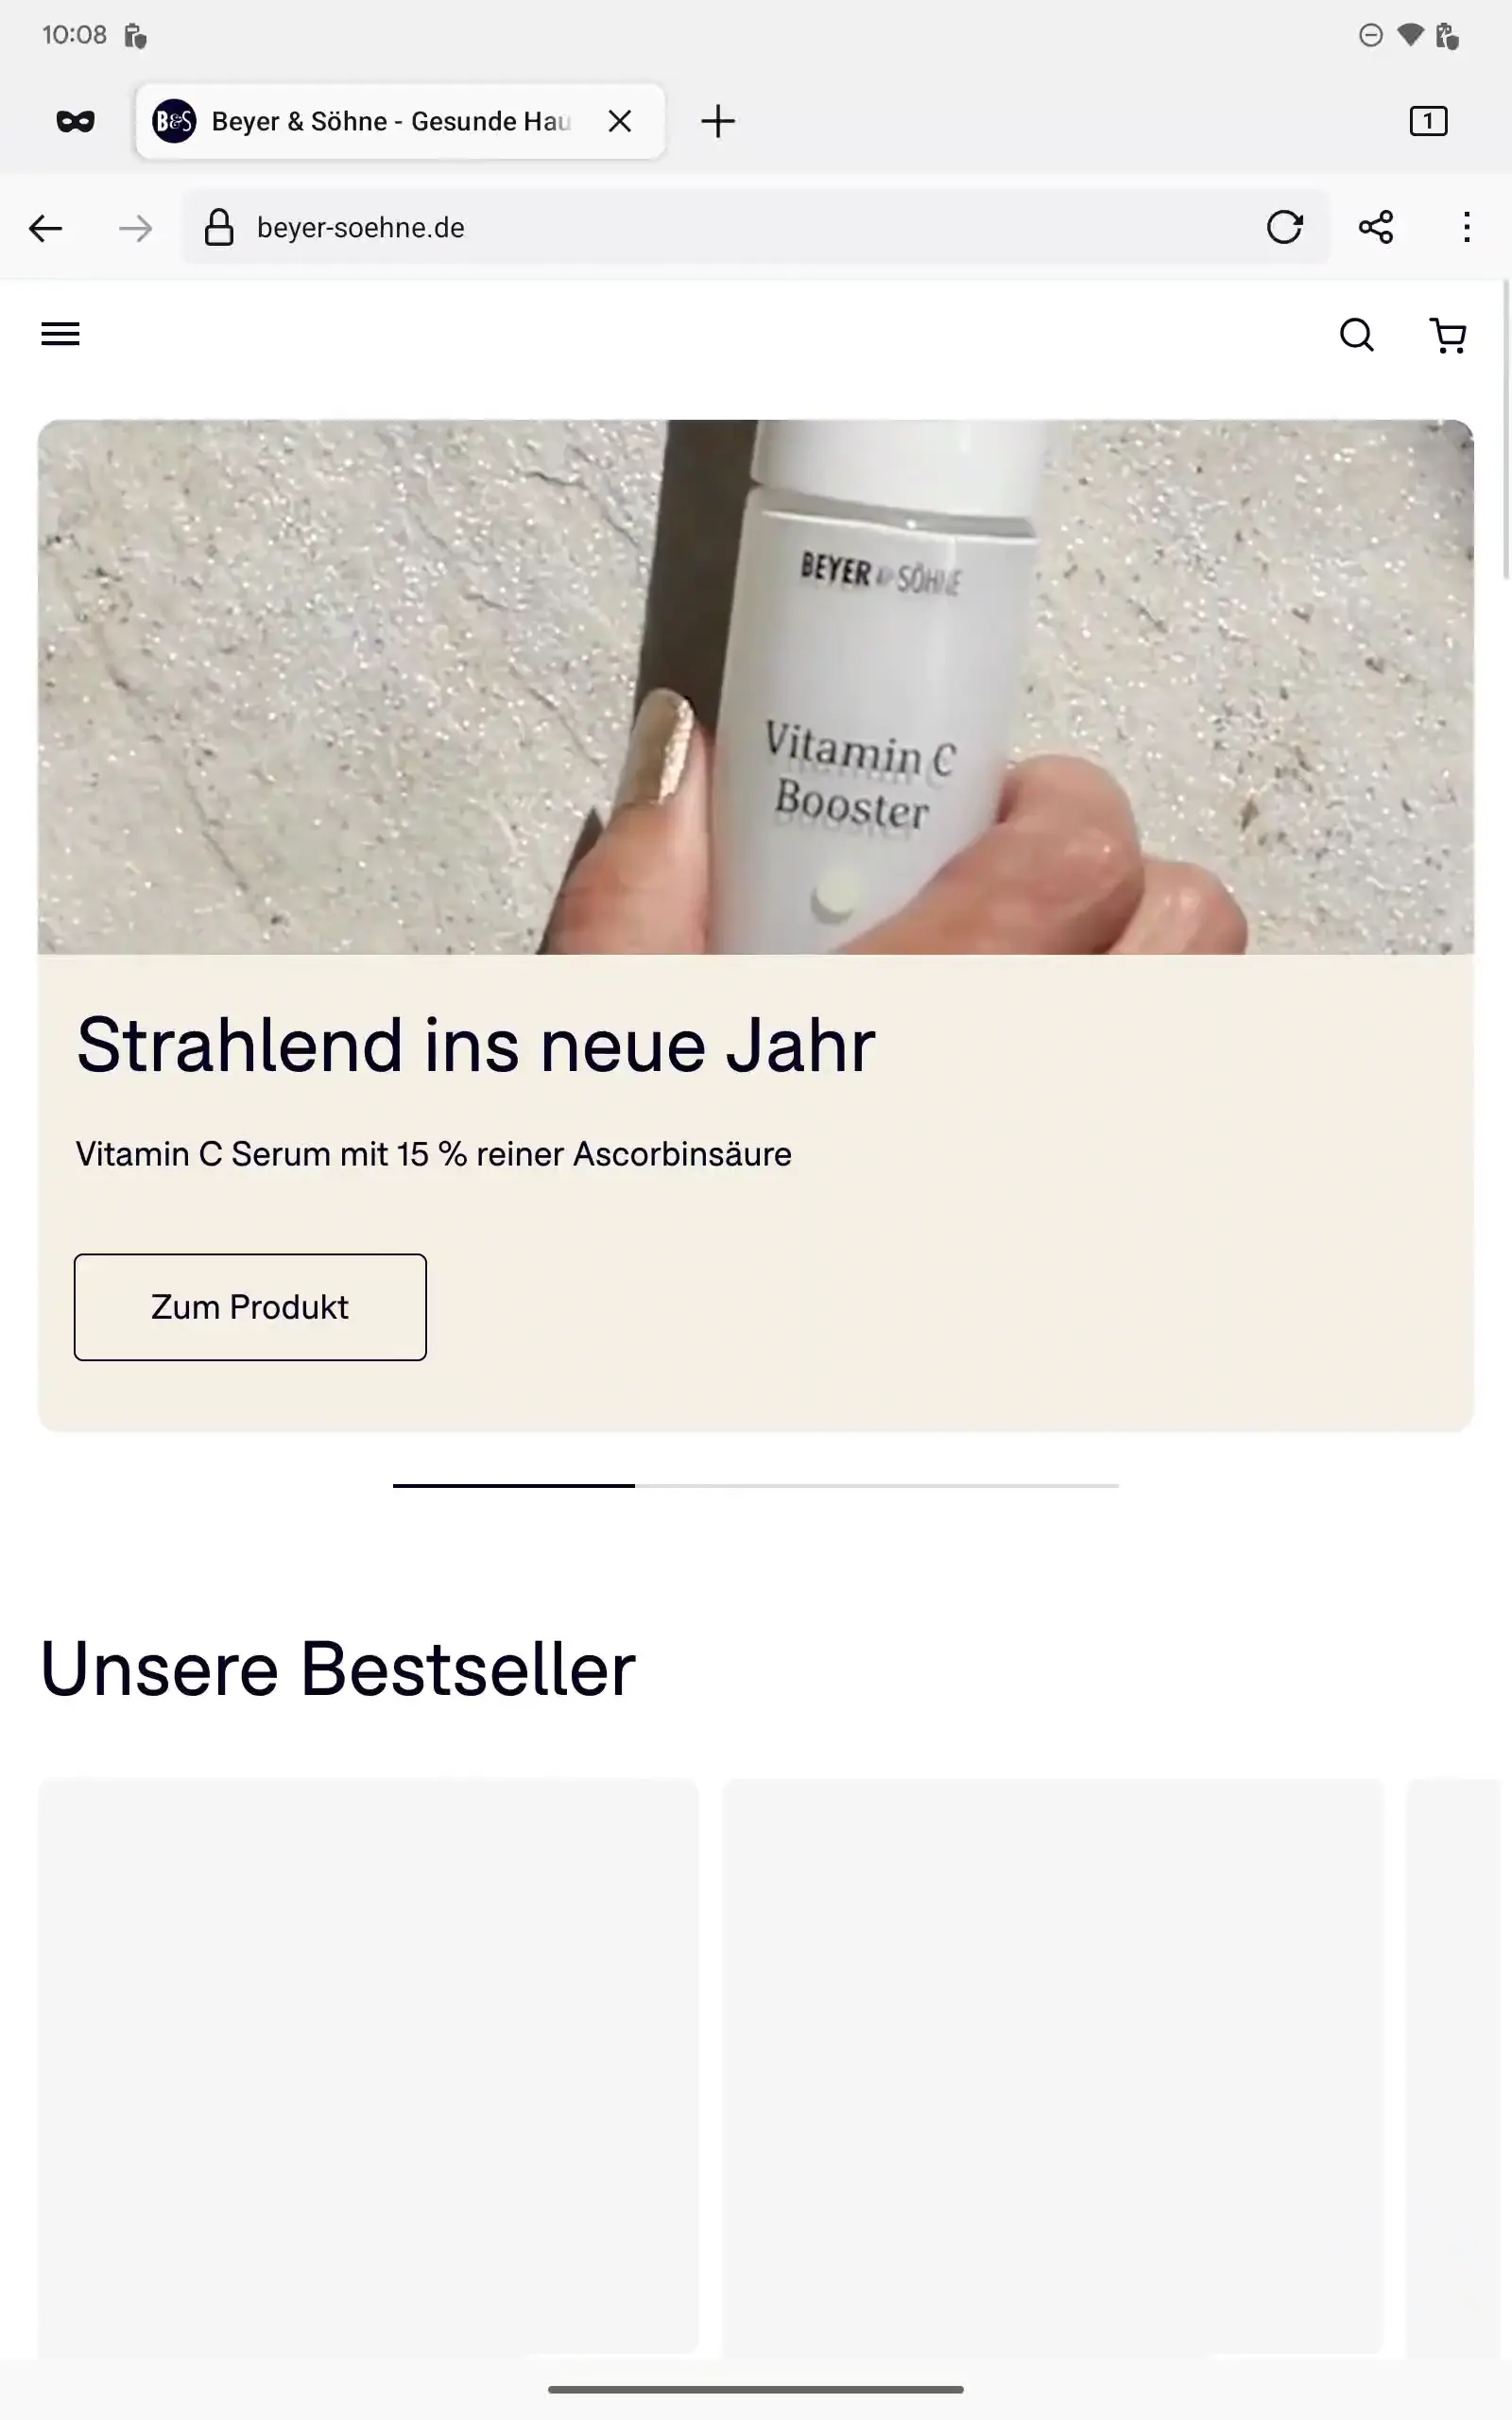 10:08
B&S Beyer & Söhne - Gesunde Hau
1
beyer-soehne.de
BEYER & SÖHNE
Vitamin C
Booster
Strahlend ins neue Jahr
Vitamin C Serum mit 15 % reiner Ascorbinsäure
Zum Produkt
Unsere Bestseller